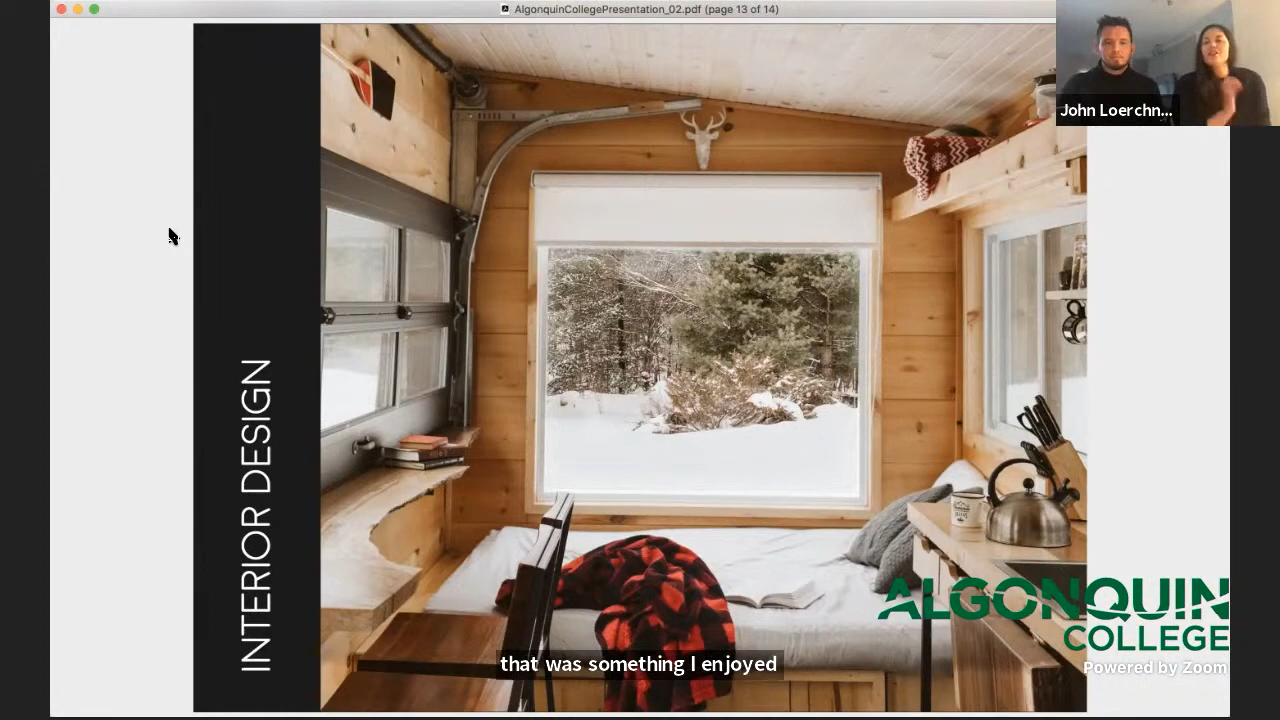 AlgonquinCollegePresentation_02.pdf (page 13 of 14)
John Loerchn...
INTERIOR DESIGN
ALGONQUIN
COLLEGE
that was something I enjoyed
Powered by Zoom